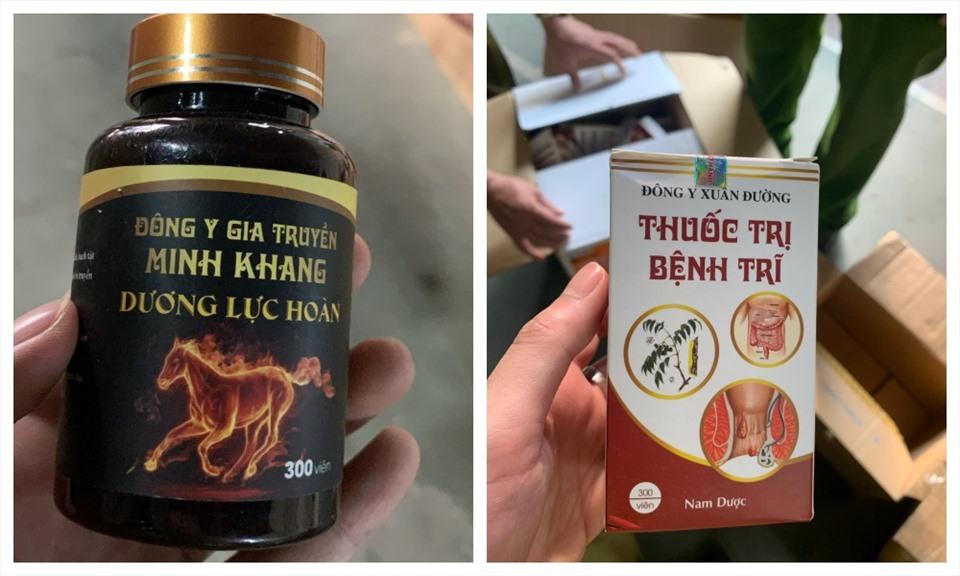 ĐÔNG Y GIA TRUYỀN
MINH KHANG
DƯƠNG LỰC HOÀN
300 viên
ĐÔNG Y XUÂN ĐƯỜNG
THUỐC TRỊ
BỆNH TRĨ
300
viên
Nam Dược